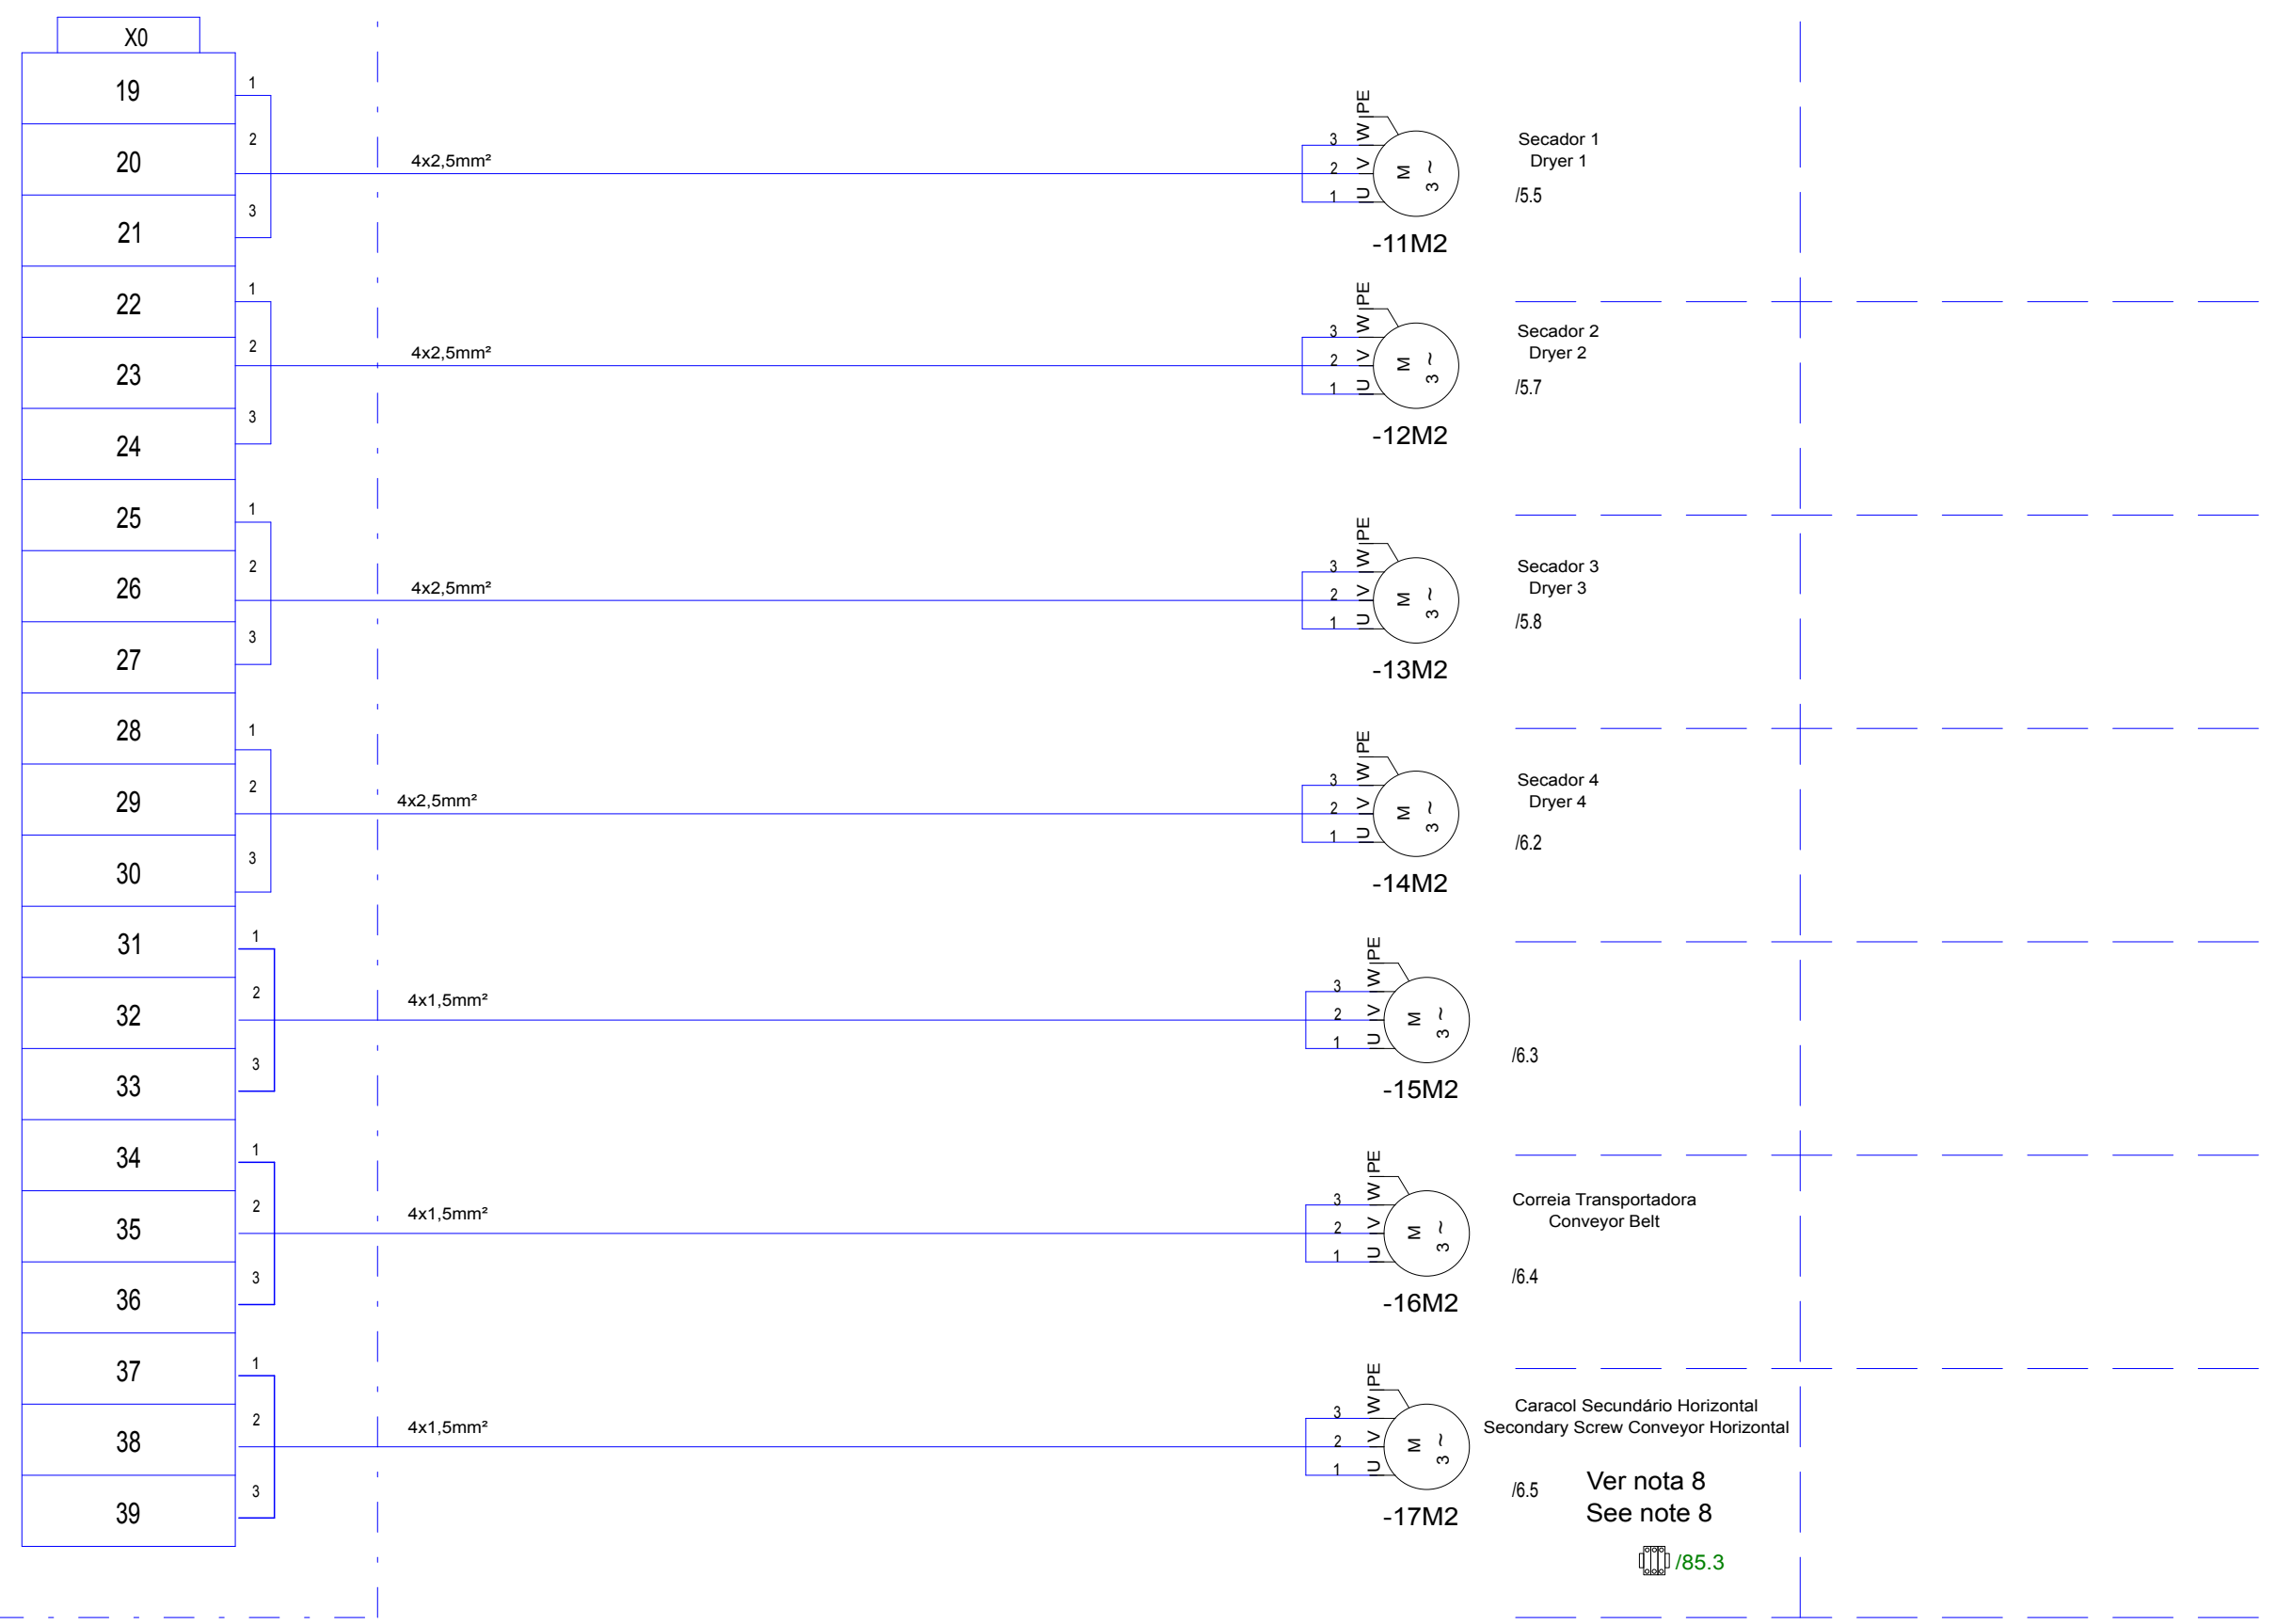 X0
19
1
2
3
20
21
4x2,5mm²
PE
W
V
U
3
2
1
M
3 ~
-11M2
Secador 1
Dryer 1
/5.5
22
1
2
3
23
24
4x2,5mm²
PE
W
V
U
3
2
1
M
3 ~
-12M2
Secador 2
Dryer 2
/5.7
25
1
2
3
26
27
4x2,5mm²
PE
W
V
U
3
2
1
M
3 ~
-13M2
Secador 3
Dryer 3
/5.8
28
1
2
3
29
30
4x2,5mm²
PE
W
V
U
3
2
1
M
3 ~
-14M2
Secador 4
Dryer 4
/6.2
31
1
2
3
32
33
4x1,5mm²
PE
W
V
U
3
2
1
M
3 ~
-15M2
/6.3
34
1
2
3
35
36
4x1,5mm²
PE
W
V
U
3
2
1
M
3 ~
-16M2
Correia Transportadora
Conveyor Belt
/6.4
37
1
2
3
38
39
4x1,5mm²
PE
W
V
U
3
2
1
M
3 ~
-17M2
Caracol Secundário Horizontal
Secondary Screw Conveyor Horizontal
/6.5
Ver nota 8
See note 8
/85.3